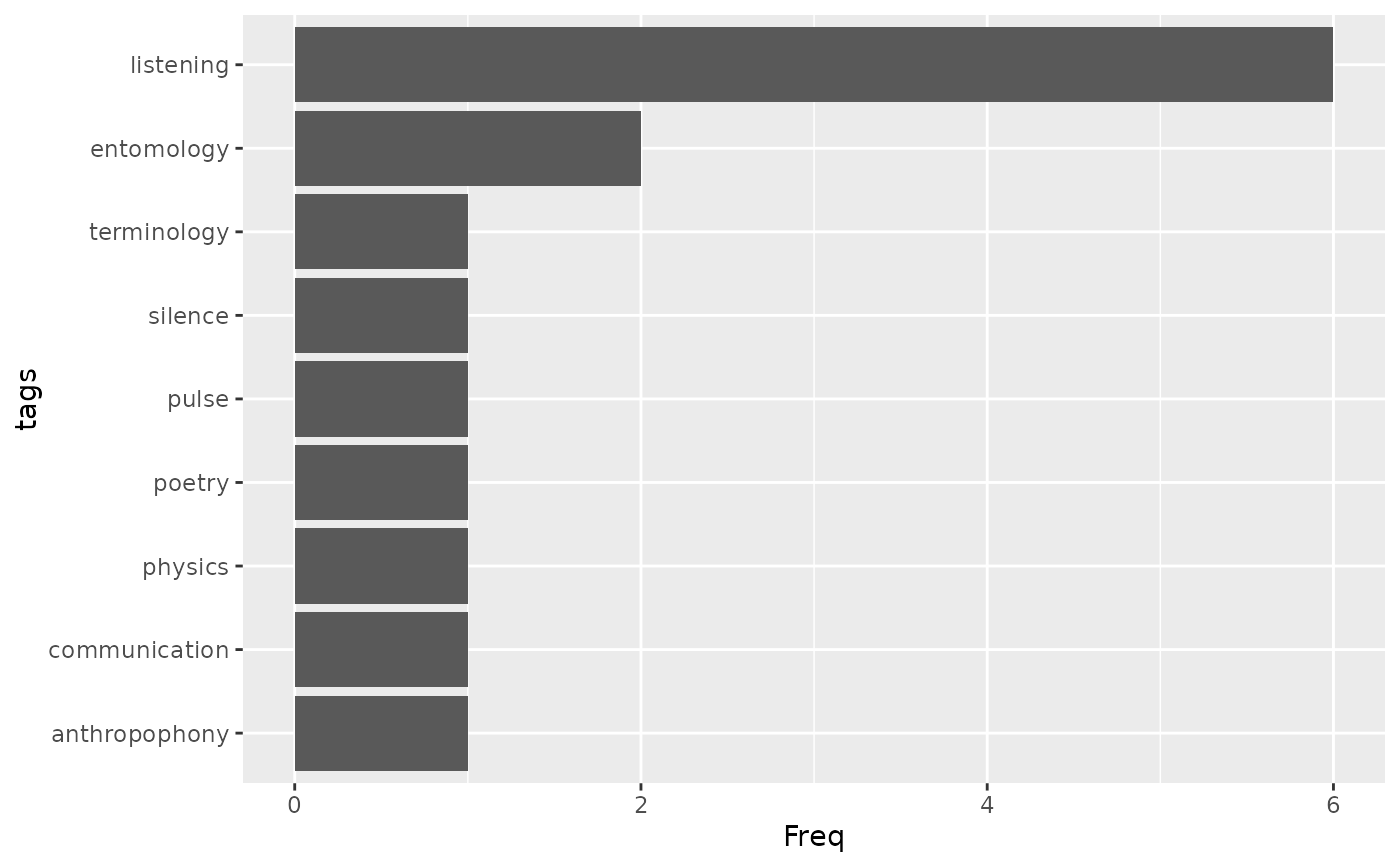 listening
entomology
terminology
silence
pulse
poetry
physics
communication
anthropophony
tags
0 2 4 6
Freq